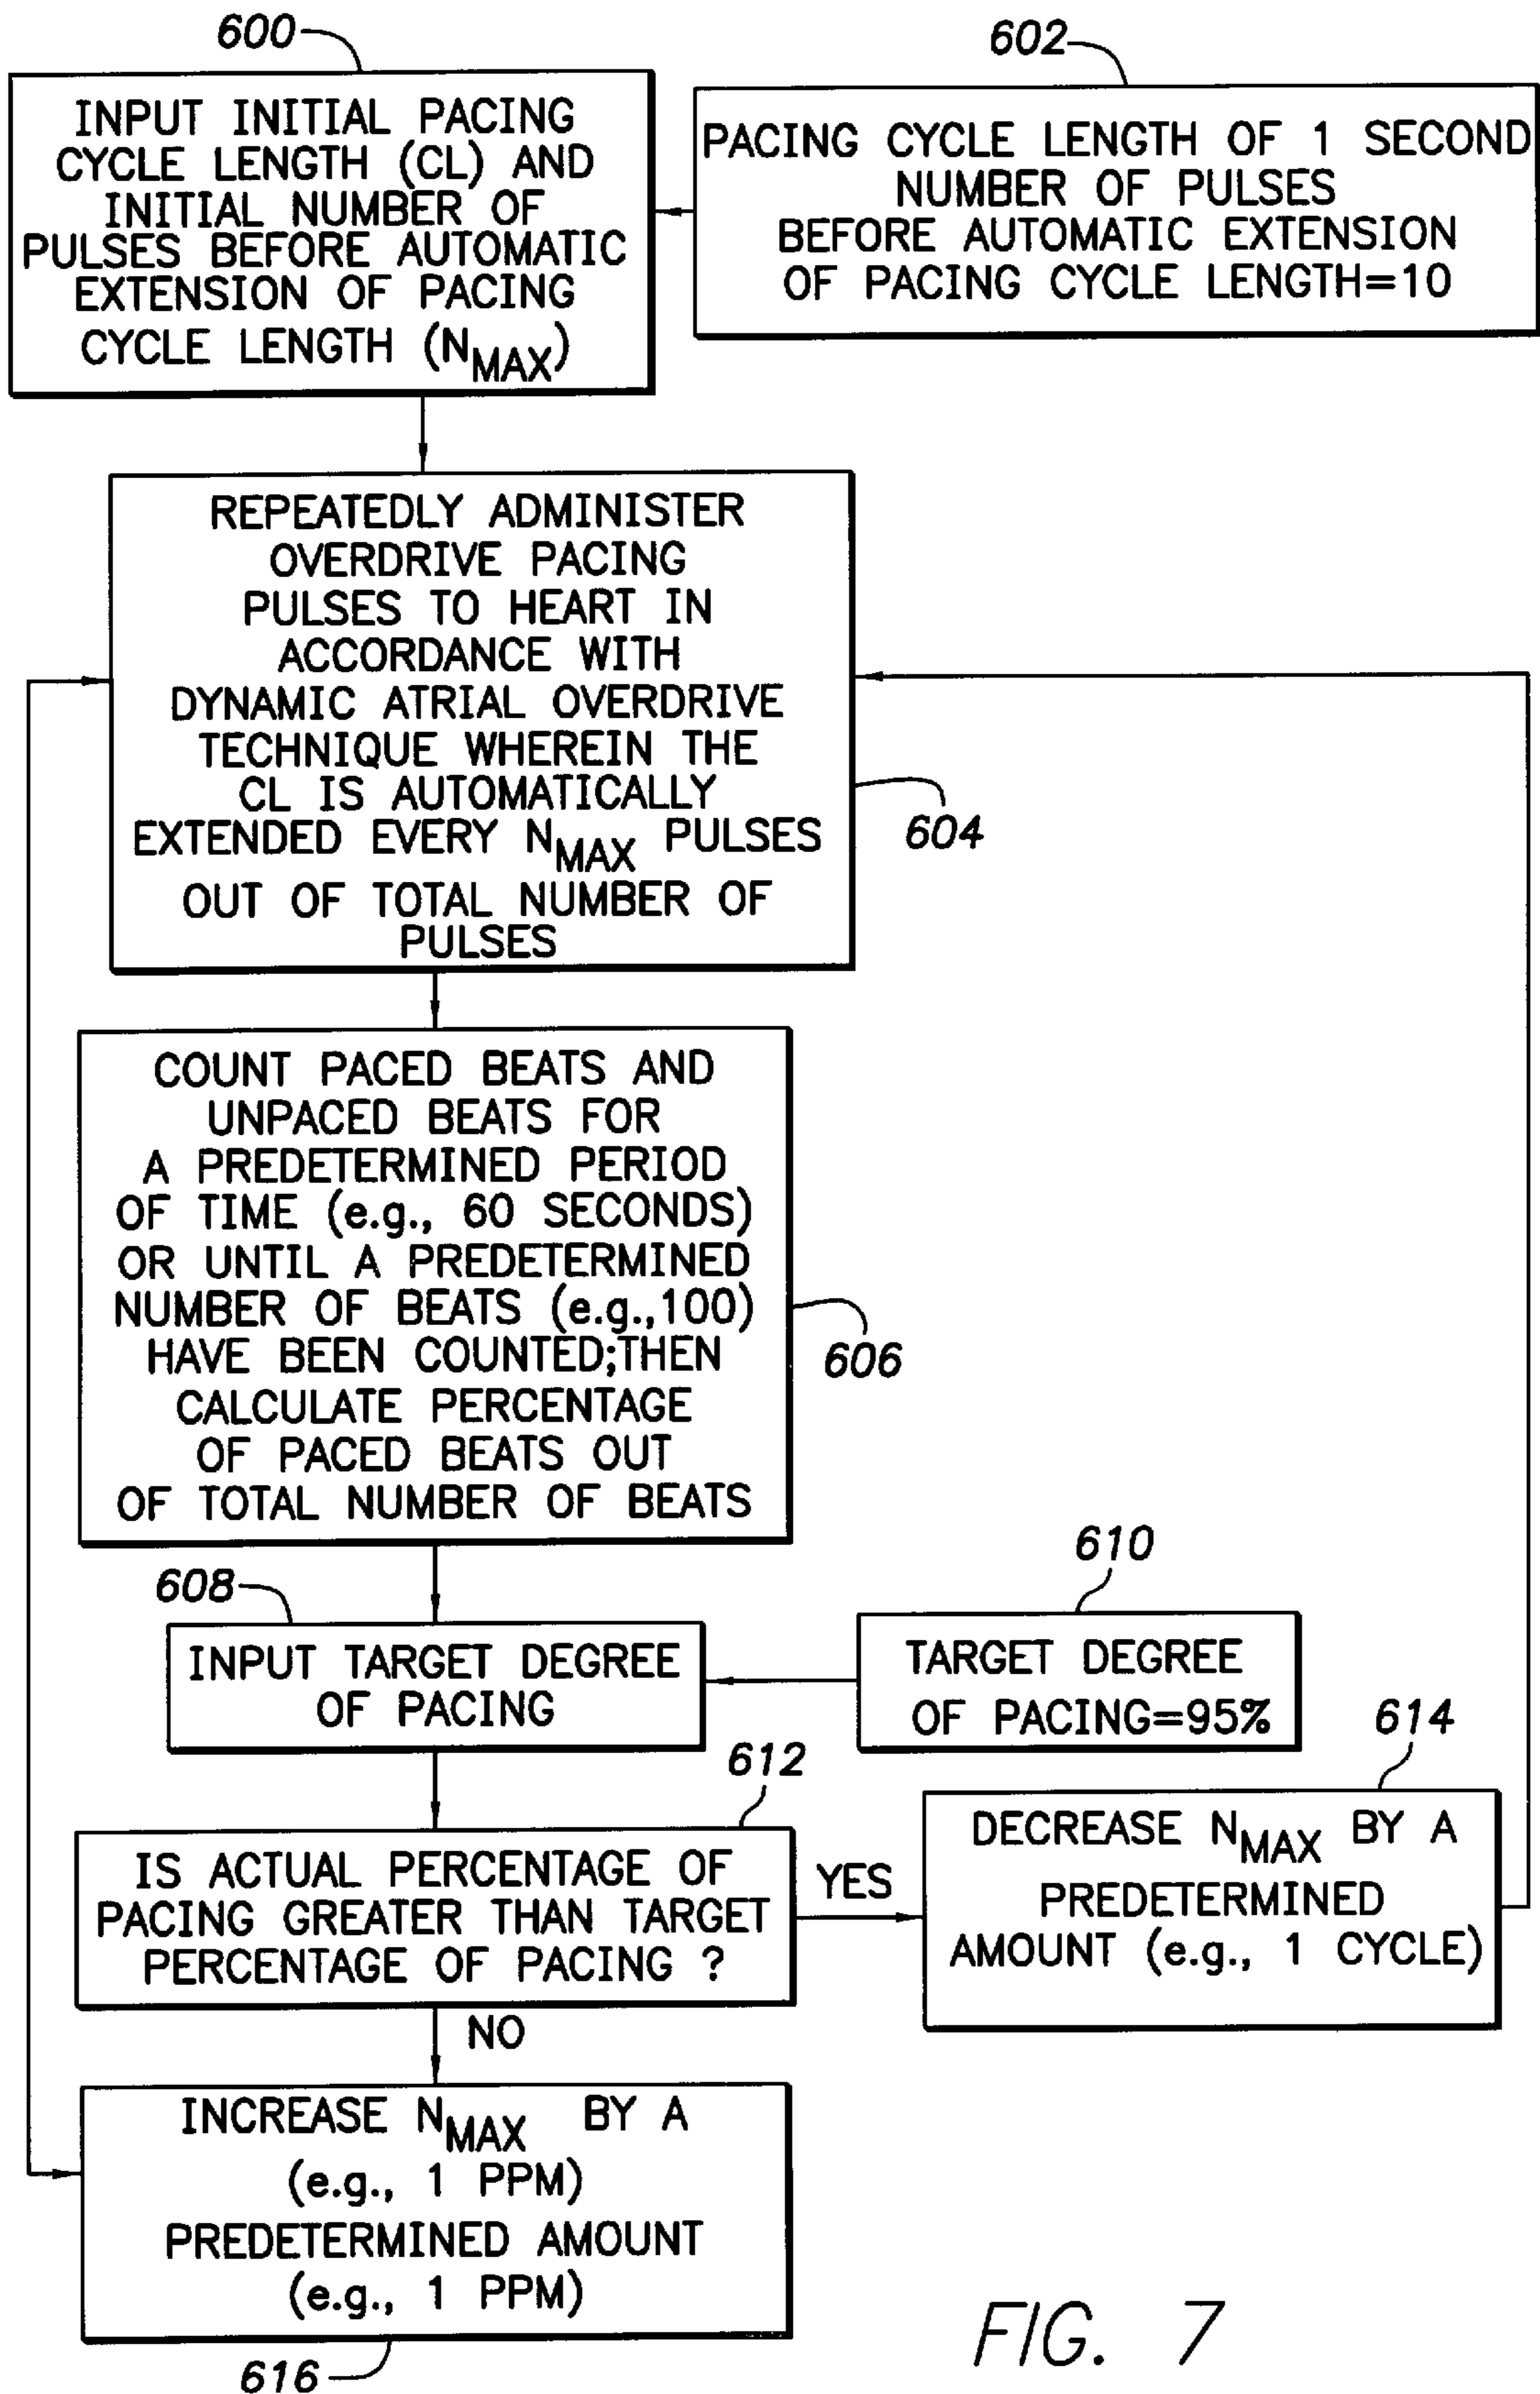 600
INPUT INITIAL PACING
CYCLE LENGTH (CL) AND
INITIAL NUMBER OF
PULSES BEFORE AUTOMATIC
EXTENSION OF PACING
CYCLE LENGTH (NMAX)
602
PACING CYCLE LENGTH OF 1 SECOND
NUMBER OF PULSES
BEFORE AUTOMATIC EXTENSION
OF PACING CYCLE LENGTH=10
REPEATEDLY ADMINISTER
OVERDRIVE PACING
PULSES TO HEART IN
ACCORDANCE WITH
DYNAMIC ATRIAL OVERDRIVE
TECHNIQUE WHEREIN THE
CL IS AUTOMATICALLY
EXTENDED EVERY NMAX PULSES
OUT OF TOTAL NUMBER OF
PULSES
604
COUNT PACED BEATS AND
UNPACED BEATS FOR
A PREDETERMINED PERIOD
OF TIME (e.g., 60 SECONDS)
OR UNTIL A PREDETERMINED
NUMBER OF BEATS (e.g.,100)
HAVE BEEN COUNTED;THEN
CALCULATE PERCENTAGE
OF PACED BEATS OUT
OF TOTAL NUMBER OF BEATS
606
608
INPUT TARGET DEGREE
OF PACING
610
TARGET DEGREE
OF PACING=95%
612
IS ACTUAL PERCENTAGE OF
PACING GREATER THAN TARGET
PERCENTAGE OF PACING ?
YES
614
DECREASE NMAX BY A
PREDETERMINED
AMOUNT (e.g., 1 CYCLE)
NO
INCREASE NMAX BY A
(e.g., 1 PPM)
PREDETERMINED AMOUNT
(e.g., 1 PPM)
616
FIG. 7